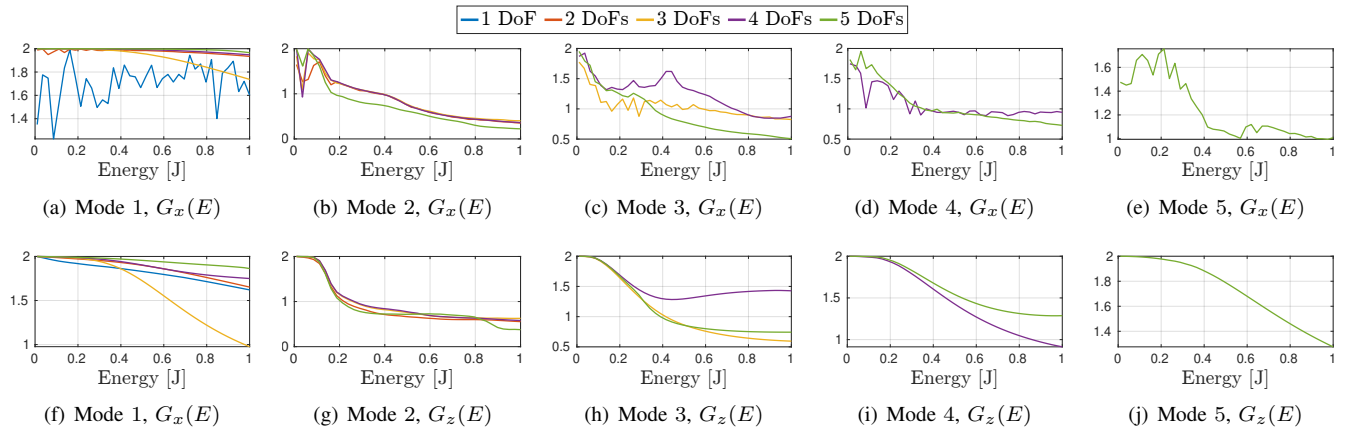 1 DoF 2 DoFs 3 DoFs 4 DoFs 5 DoFs
2
1.8
1.6
1.4
0 0.2 0.4 0.6 0.8 1
Energy [J]
(a) Mode 1, Gx(E)
2
1
0
0 0.2 0.4 0.6 0.8 1
Energy [J]
(b) Mode 2, Gx(E)
2
1.5
1
0.5
0 0.2 0.4 0.6 0.8 1
Energy [J]
(c) Mode 3, Gx(E)
2
1.5
1
0.5
0 0.2 0.4 0.6 0.8 1
Energy [J]
(d) Mode 4, Gx(E)
1.6
1.4
1.2
1
0 0.2 0.4 0.6 0.8 1
Energy [J]
(e) Mode 5, Gx(E)
2
1.5
1
0 0.2 0.4 0.6 0.8 1
Energy [J]
(f) Mode 1, Gx(E)
2
1
0
0 0.2 0.4 0.6 0.8 1
Energy [J]
(g) Mode 2, Gz(E)
2
1.5
1
0.5
0 0.2 0.4 0.6 0.8 1
Energy [J]
(h) Mode 3, Gz(E)
2
1.5
1
0 0.2 0.4 0.6 0.8 1
Energy [J]
(i) Mode 4, Gz(E)
2
1.8
1.6
1.4
0 0.2 0.4 0.6 0.8 1
Energy [J]
(j) Mode 5, Gz(E)